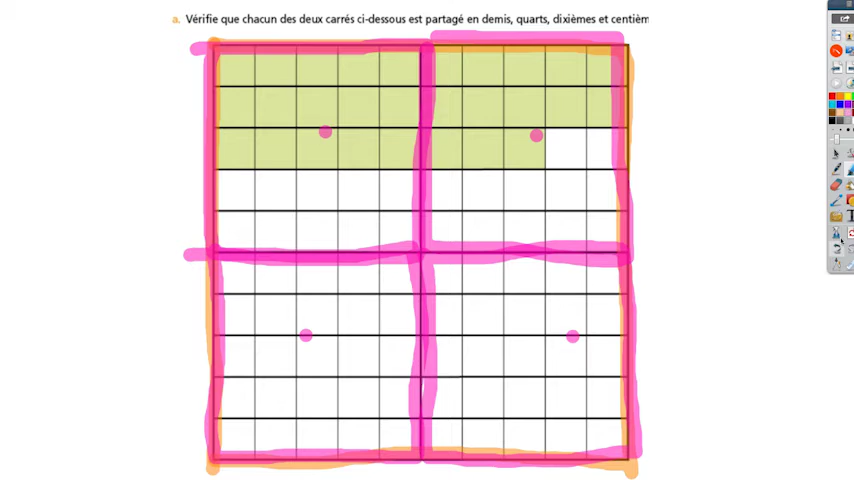 a. Vérifie que chacun des deux carrés ci-dessous est partagé en demis, quarts, dixièmes et centièm